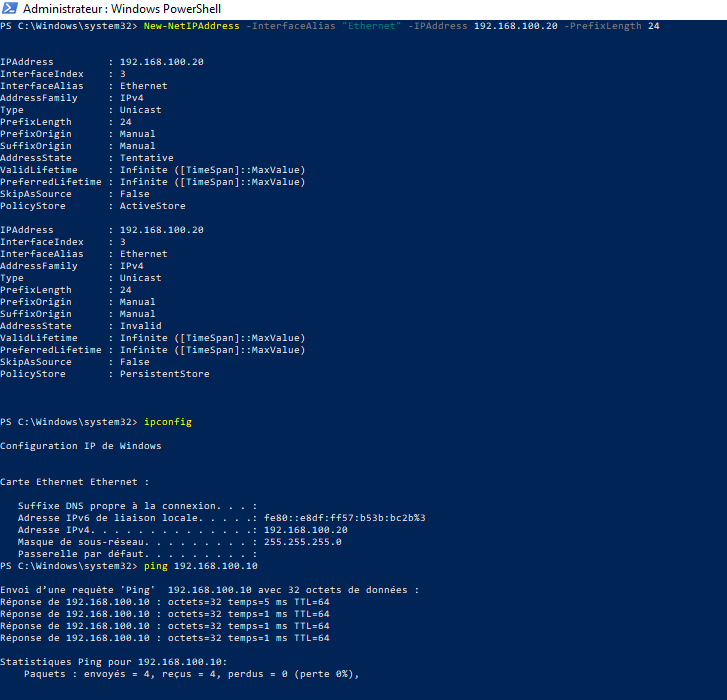 Administrateur : Windows PowerShell
PS C:\Windows\system32> New-NetIPAddress -InterfaceAlias "Ethernet" -IPAddress 192.168.100.20 -PrefixLength 24
IPAddress         : 192.168.100.20
InterfaceIndex    : 3
InterfaceAlias    : Ethernet
AddressFamily     : IPv4
Type              : Unicast
PrefixLength      : 24
PrefixOrigin      : Manual
SuffixOrigin      : Manual
AddressState      : Tentative
ValidLifetime     : Infinite ([TimeSpan]::MaxValue)
PreferredLifetime : Infinite ([TimeSpan]::MaxValue)
SkipAsSource      : False
PolicyStore       : ActiveStore
IPAddress         : 192.168.100.20
InterfaceIndex    : 3
InterfaceAlias    : Ethernet
AddressFamily     : IPv4
Type              : Unicast
PrefixLength      : 24
PrefixOrigin      : Manual
SuffixOrigin      : Manual
AddressState      : Invalid
ValidLifetime     : Infinite ([TimeSpan]::MaxValue)
PreferredLifetime : Infinite ([TimeSpan]::MaxValue)
SkipAsSource      : False
PolicyStore       : PersistentStore
PS C:\Windows\system32> ipconfig
Configuration IP de Windows
Carte Ethernet Ethernet :
Suffixe DNS propre à la connexion. . . :
Adresse IPv6 de liaison locale. . . . .: fe80::e8df:ff57:b53b:bc2b%3
Adresse IPv4. . . . . . . . . . . . . .: 192.168.100.20
Masque de sous-réseau. . . . . . . . . : 255.255.255.0
Passerelle par défaut. . . . . . . . . :
PS C:\Windows\system32> ping 192.168.100.10
Envoi d’une requête 'Ping'  192.168.100.10 avec 32 octets de données :
Réponse de 192.168.100.10 : octets=32 temps=5 ms TTL=64
Réponse de 192.168.100.10 : octets=32 temps=1 ms TTL=64
Réponse de 192.168.100.10 : octets=32 temps=1 ms TTL=64
Réponse de 192.168.100.10 : octets=32 temps=1 ms TTL=64
Statistiques Ping pour 192.168.100.10:
Paquets : envoyés = 4, reçus = 4, perdus = 0 (perte 0%),